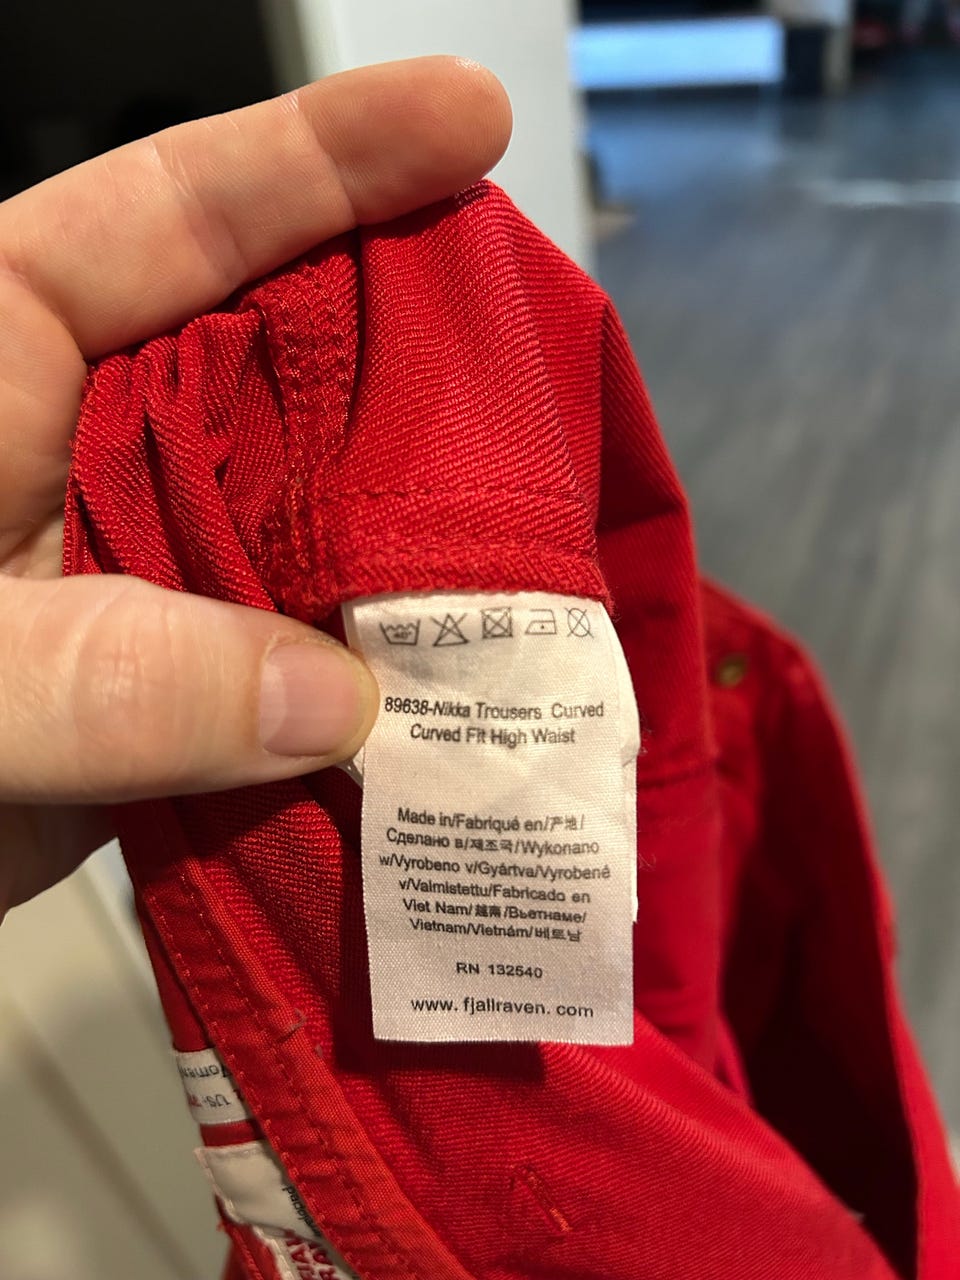 40°
89638-Nikka Trousers Curved
Curved Fit High Waist
Made in/Fabriqué en/产地/
Сделано в/제조국/Wykonano
w/Vyrobeno v/Gyártva/Vyrobené
v/Valmistettu/Fabricado en
Viet Nam/越南/Вьетнаме/
Vietnam/Vietnám/베트남
RN 132540
www.fjallraven.com
US: